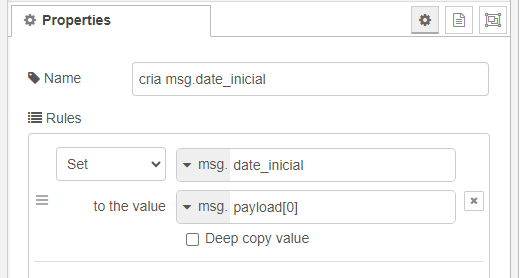 Properties
Name cria msg.date_inicial
Rules
Set msg. date_inicial
to the value msg. payload[0]
Deep copy value